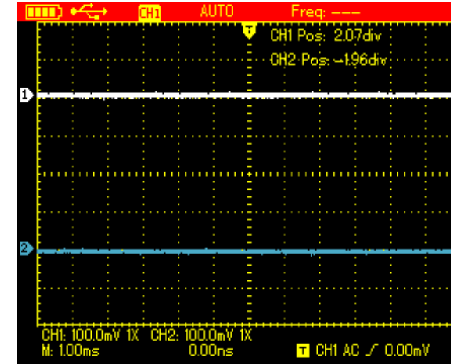 CH1 AUTO Freq: ---
T
CH1 Pos: 2.07div
CH2 Pos: -1.96div
1
2
CH1: 100.0mV 1X CH2: 100.0mV 1X
M: 1.00ms 0.00ns T CH1 AC 0.00mV